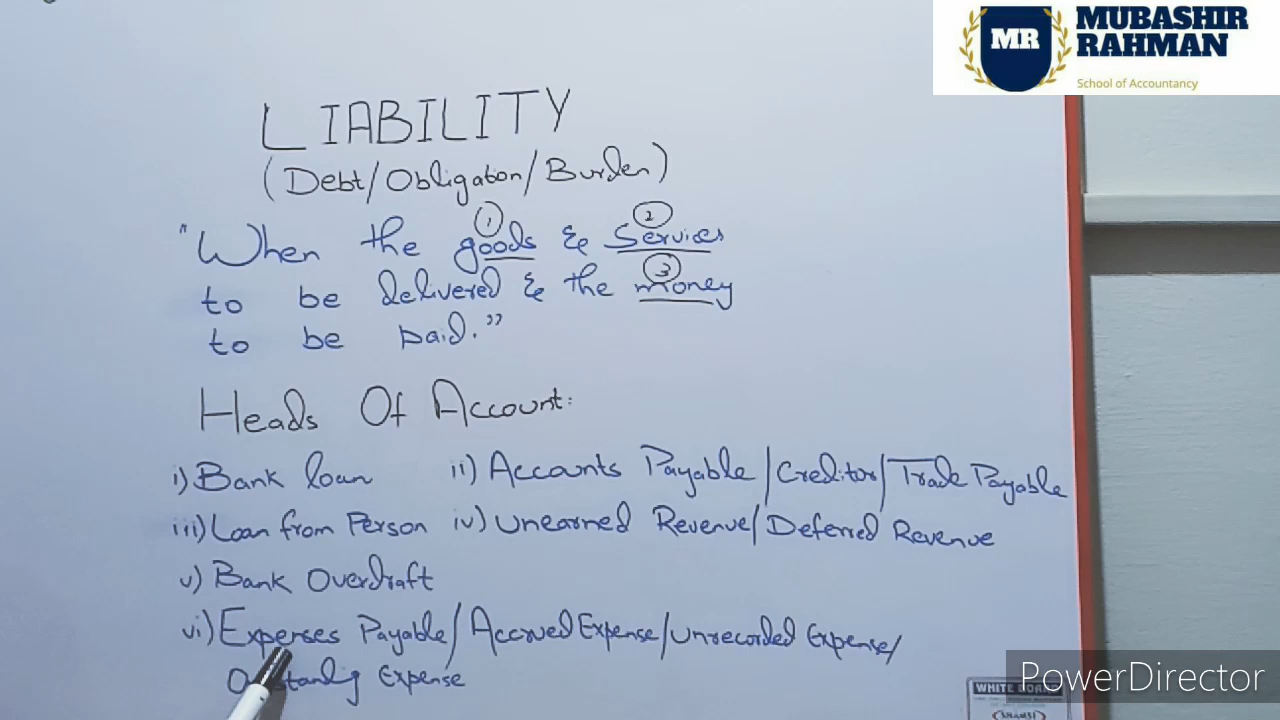 MR
MUBASHIR
RAHMAN
School of Accountancy
LIABILITY
(Debt/Obligaton/Burden)
"When the goods & Services
1 2
to be delivered & the money
3
to be paid."
Heads Of Account:
i) Bank loan ii) Accounts Payable/Creditor/Trade Payable
iii) Loan from Person iv) Unearned Revenue/Deferred Revenue
v) Bank Overdraft
vi) Expenses Payable/Accrued Expense/Unrecorded Expense/
Expense
PowerDirector
WHITE